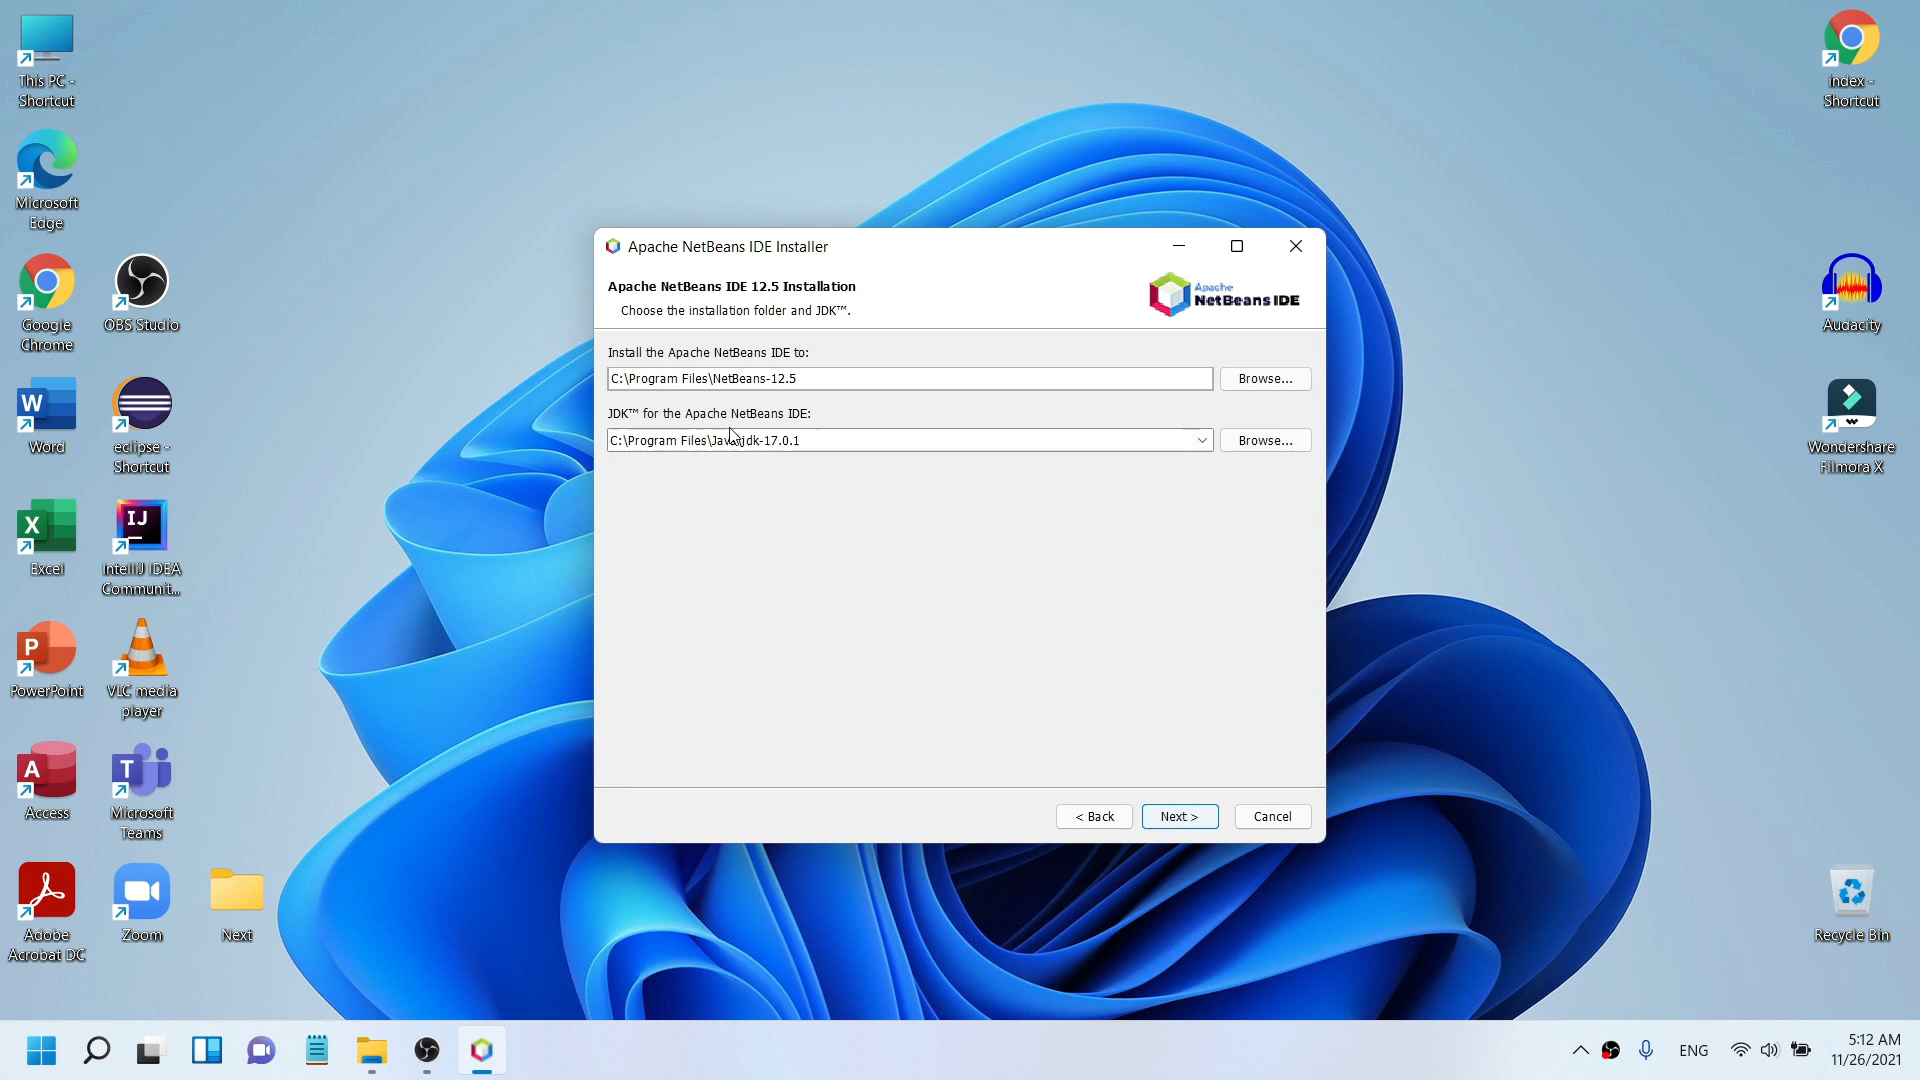 This PC -
Shortcut
Microsoft
Edge
Google
Chrome
OBS Studio
Word
eclipse -
Shortcut
Excel
IJ
IntelliJ IDEA
Communit...
PowerPoint
VLC media
player
Access
Microsoft
Teams
Adobe
Acrobat DC
Zoom
Next
index -
Shortcut
Audacity
Wondershare
Filmora X
Recycle Bin
Apache NetBeans IDE Installer
Apache NetBeans IDE 12.5 Installation
Choose the installation folder and JDK™.
Apache
NetBeans IDE
Install the Apache NetBeans IDE to:
C:\Program Files\NetBeans-12.5
Browse...
JDK™ for the Apache NetBeans IDE:
C:\Program Files\Java\jdk-17.0.1
Browse...
< Back
Next >
Cancel
ENG
5:12 AM
11/26/2021
W
X
P
A
T